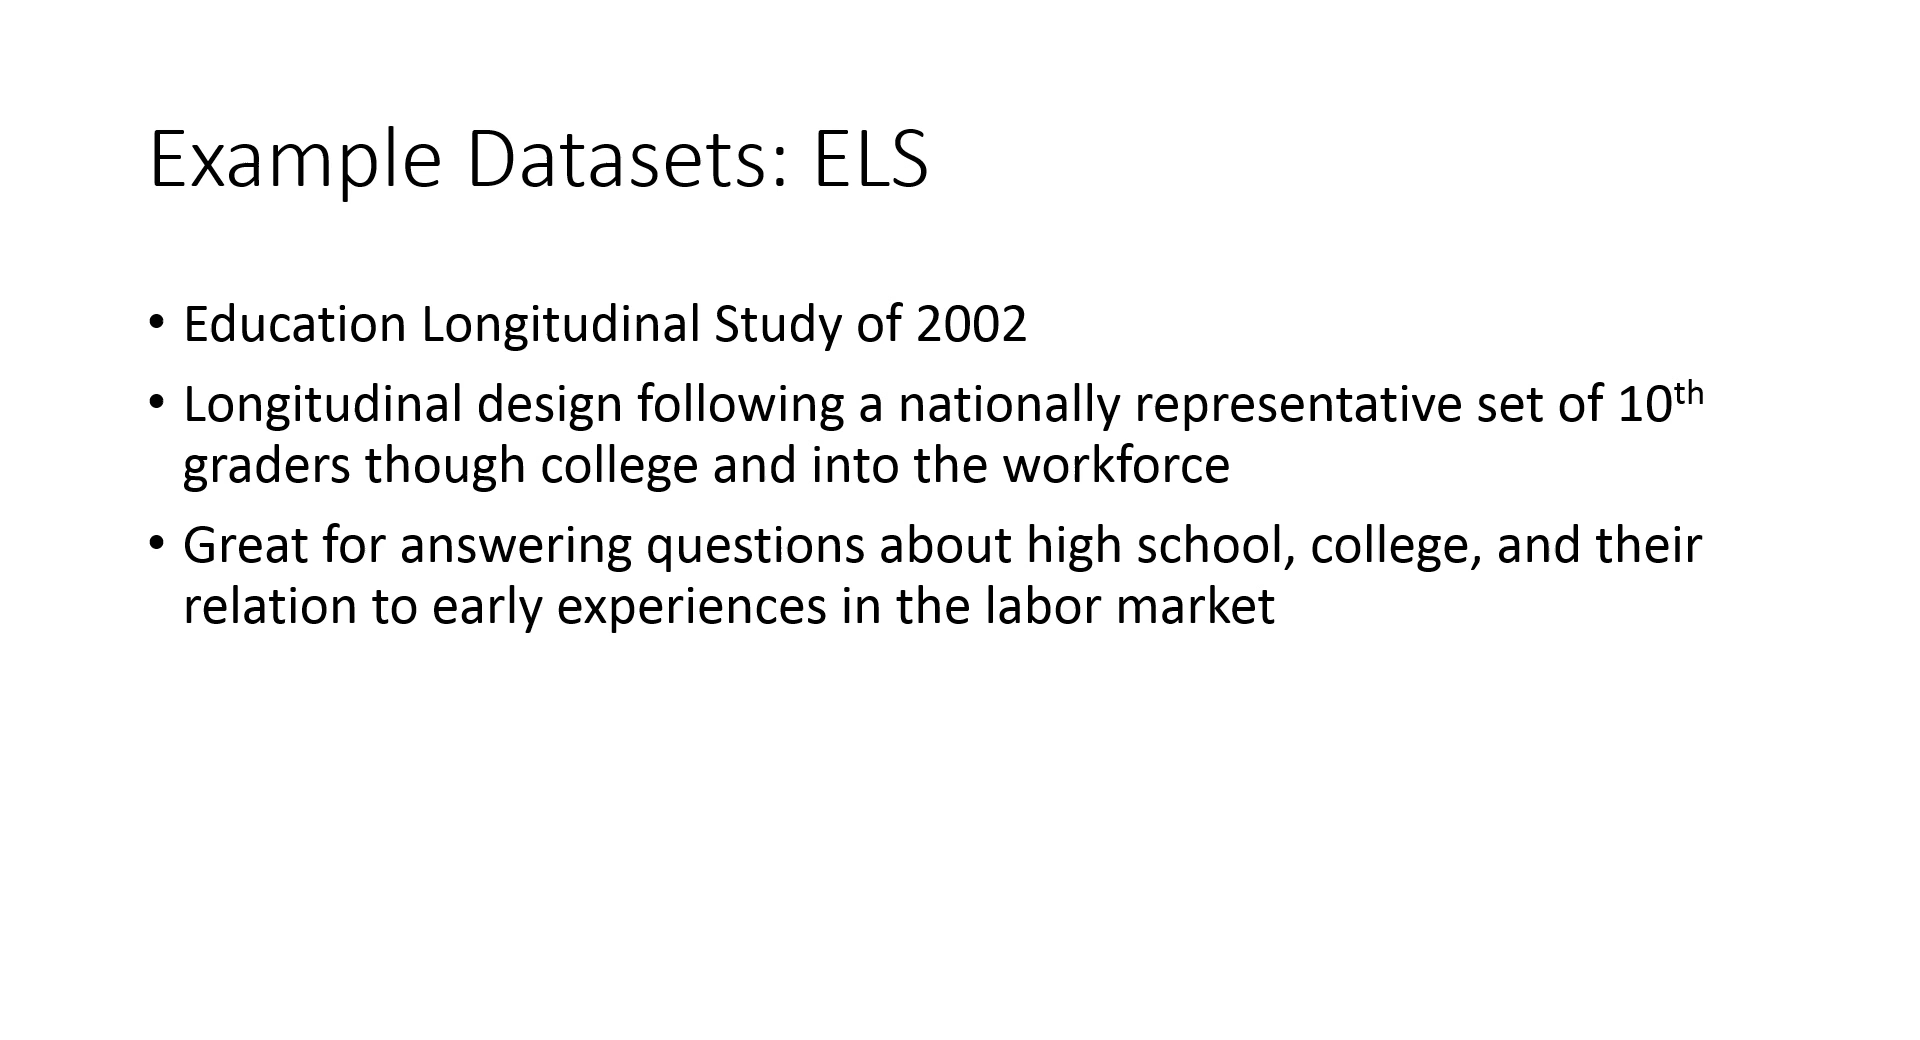 Example Datasets: ELS
• Education Longitudinal Study of 2002
• Longitudinal design following a nationally representative set of 10th
graders though college and into the workforce
• Great for answering questions about high school, college, and their
relation to early experiences in the labor market